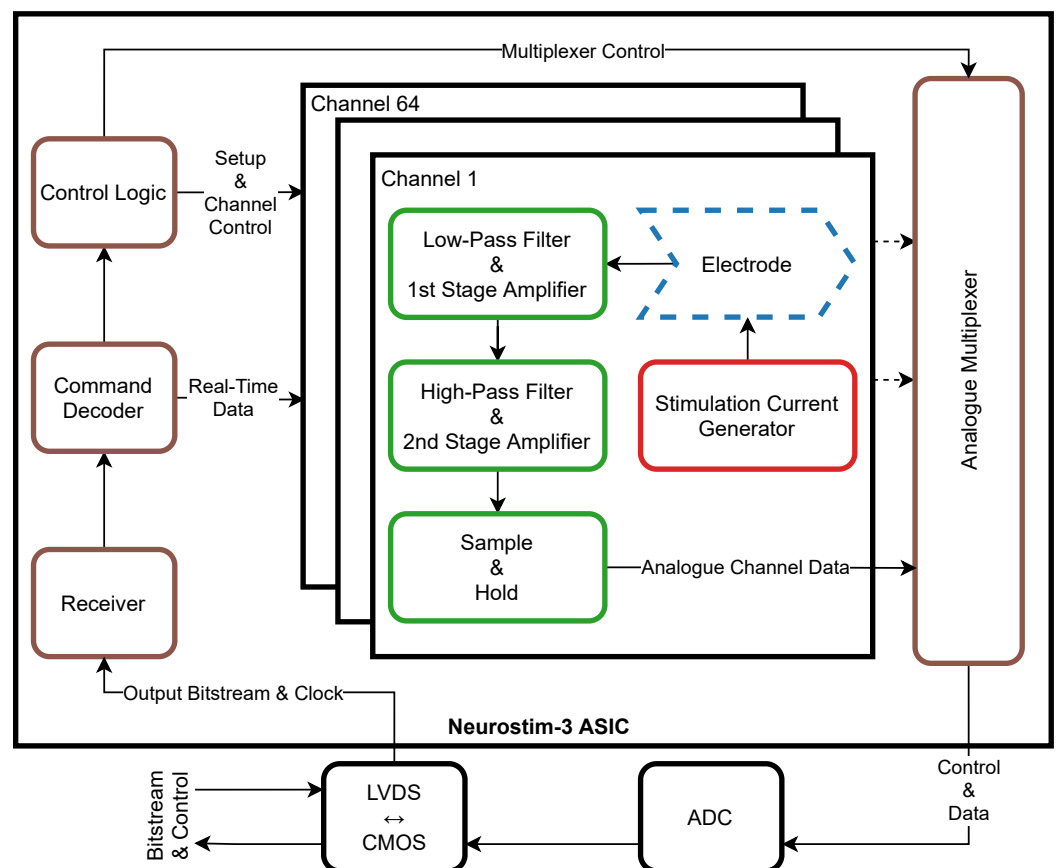 Multiplexer Control
Channel 64
Channel 1
Control Logic
Setup
&
Channel
Control
Low-Pass Filter
&
1st Stage Amplifier
Electrode
Analogue Multiplexer
Command
Decoder
Real-Time
Data
High-Pass Filter
&
2nd Stage Amplifier
Stimulation Current
Generator
Receiver
Sample
&
Hold
Analogue Channel Data
Output Bitstream & Clock
Neurostim-3 ASIC
Bitstream
& Control
LVDS
↔
CMOS
ADC
Control
&
Data